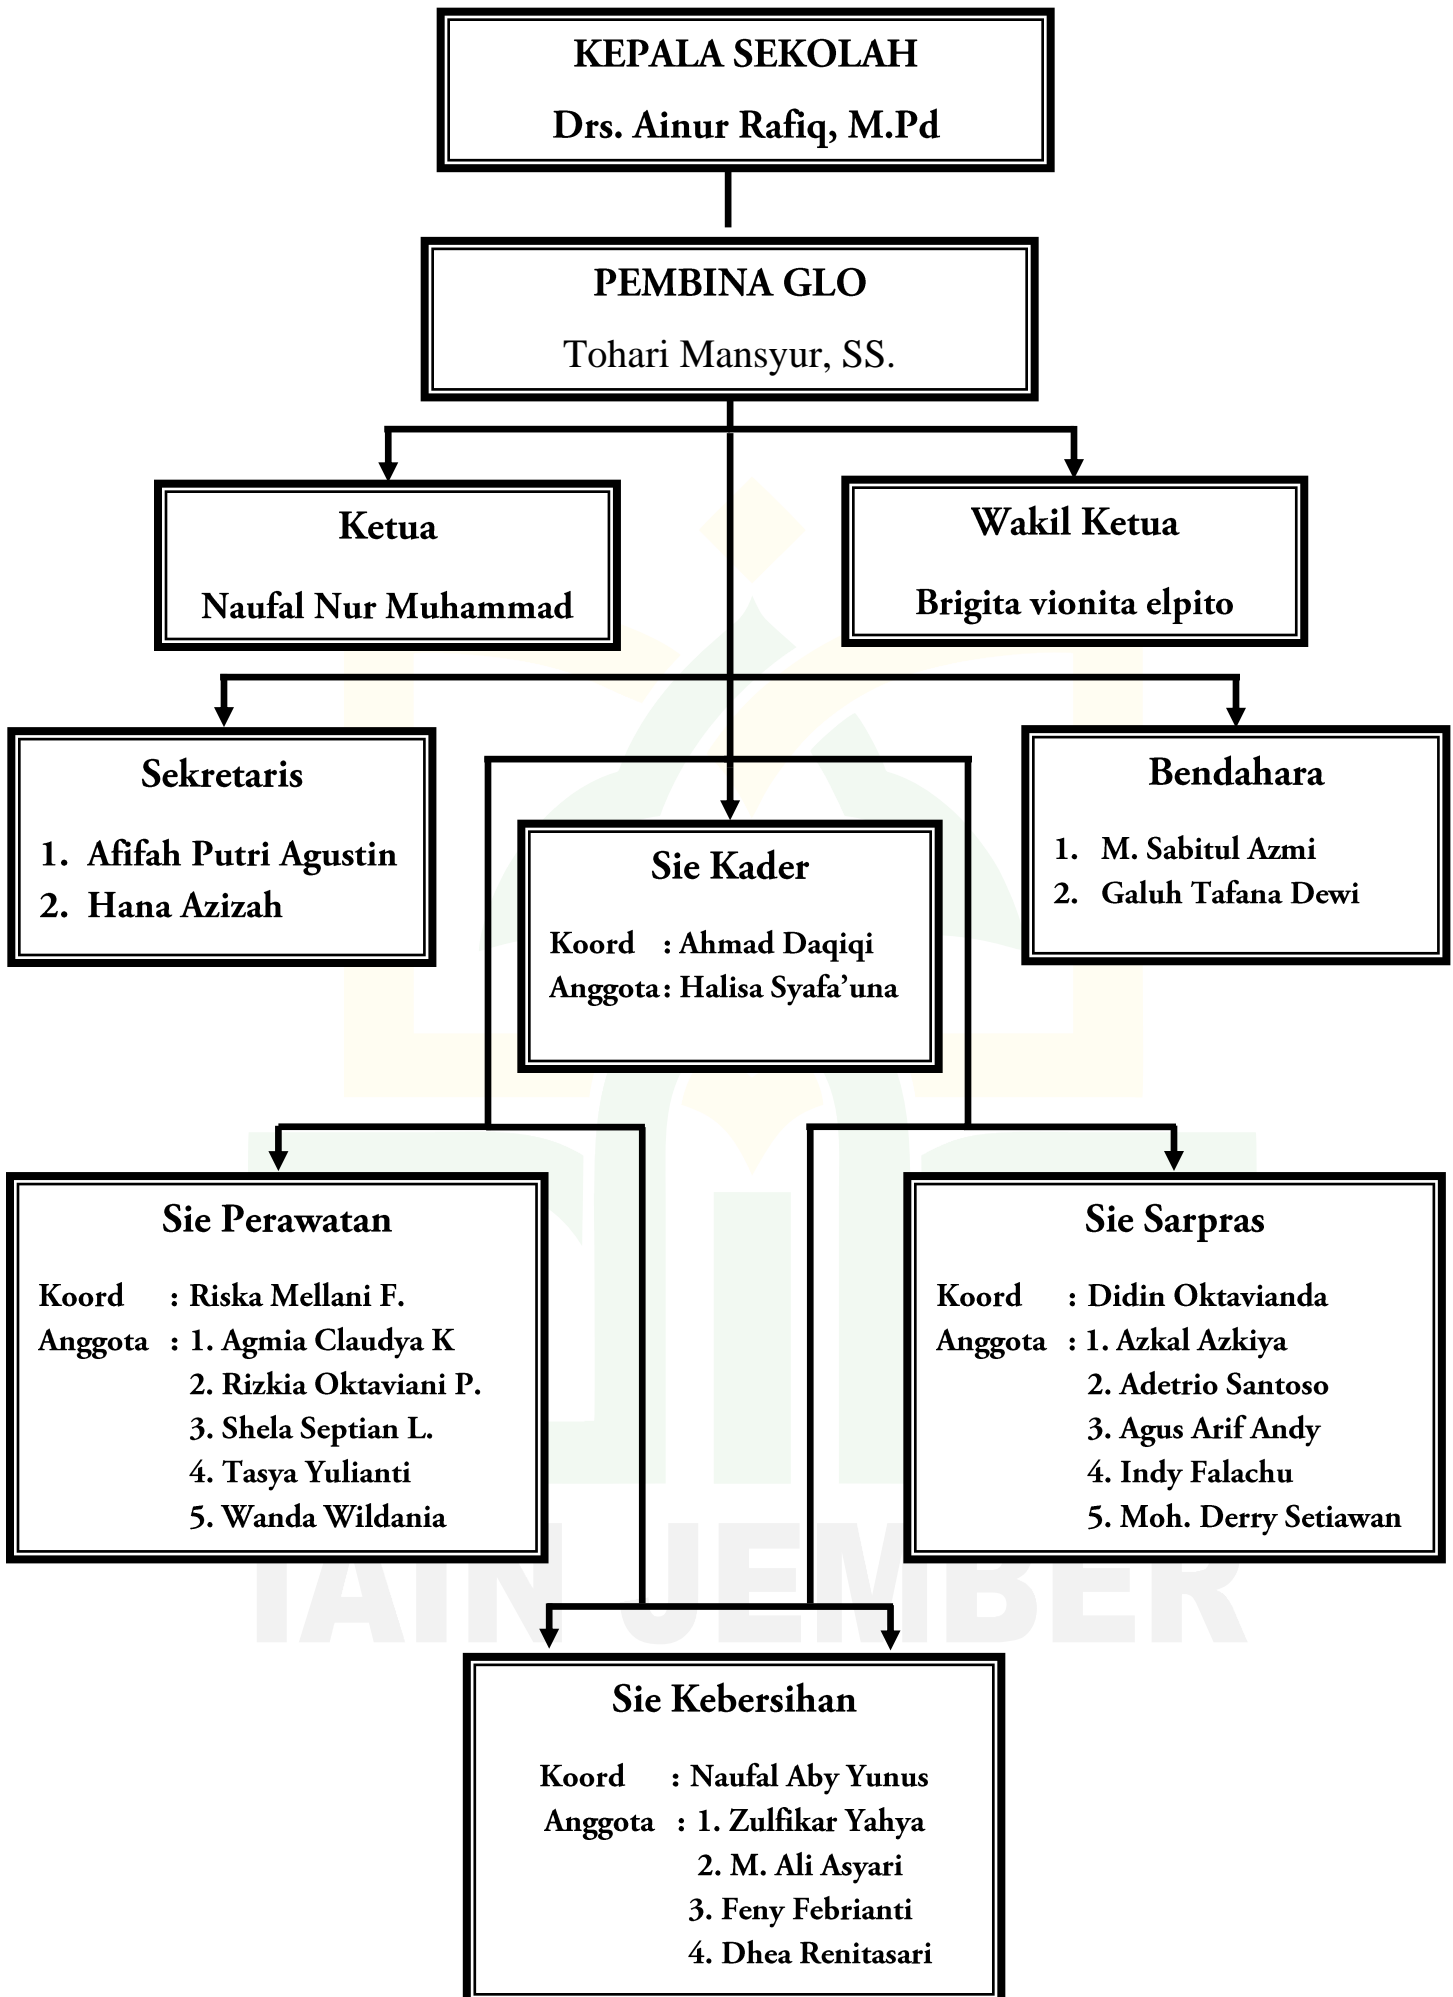 KEPALA SEKOLAH
Drs. Ainur Rafiq, M.Pd
PEMBINA GLO
Tohari Mansyur, SS.
Ketua
Naufal Nur Muhammad
Wakil Ketua
Brigita vionita elpito
Sekretaris
1. Afifah Putri Agustin
2. Hana Azizah
Sie Kader
Koord : Ahmad Daqiqi
Anggota : Halisa Syafa’una
Bendahara
1. M. Sabitul Azmi
2. Galuh Tafana Dewi
Sie Perawatan
Koord : Riska Mellani F.
Anggota : 1. Agmia Claudya K
2. Rizkia Oktaviani P.
3. Shela Septian L.
4. Tasya Yulianti
5. Wanda Wildania
Sie Sarpras
Koord : Didin Oktavianda
Anggota : 1. Azkal Azkiya
2. Adetrio Santoso
3. Agus Arif Andy
4. Indy Falachu
5. Moh. Derry Setiawan
IAIN JEMBER
Sie Kebersihan
Koord : Naufal Aby Yunus
Anggota : 1. Zulfikar Yahya
2. M. Ali Asyari
3. Feny Febrianti
4. Dhea Renitasari